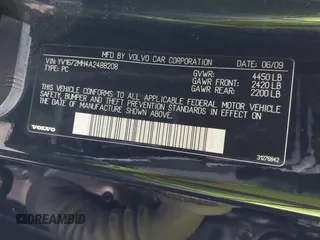 MFD BY VOLVO CAR CORPORATION DATE 06/09
VIN: YV1672MH4A2488208 GVWR: 4450 LB
TYPE: PC GAWR FRONT: 2420 LB
GAWR REAR: 2200 LB
THIS VEHICLE CONFORMS TO ALL APPLICABLE FEDERAL MOTOR VEHICLE
SAFETY, BUMPER AND THEFT PREVENTION STANDARDS IN EFFECT ON THE
DATE OF MANUFACTURE SHOWN ABOVE.
VOLVO
31276942
DREAMBID